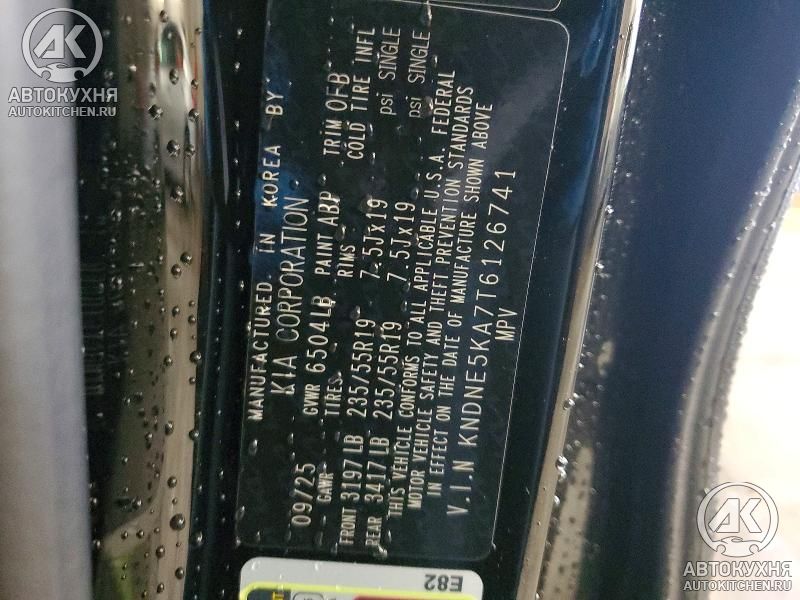 AK
АВТОКУХНЯ
AUTOKITCHEN.RU
MANUFACTURED IN KOREA BY
KIA CORPORATION
09/25 GVWR 6504LB PAINT ABP TRIM OFB
GAWR TIRES RIMS COLD TIRE INFL
FRONT 3197LB 235/55R19 7.5Jx19 psi SINGLE
REAR 3417LB 235/55R19 7.5Jx19 psi SINGLE
THIS VEHICLE CONFORMS TO ALL APPLICABLE U.S.A. FEDERAL
MOTOR VEHICLE SAFETY AND THEFT PREVENTION STANDARDS
IN EFFECT ON THE DATE OF MANUFACTURE SHOWN ABOVE
V.I.N KNDNE5KA7T6126741
MPV
E82
AK
АВТОКУХНЯ
AUTOKITCHEN.RU